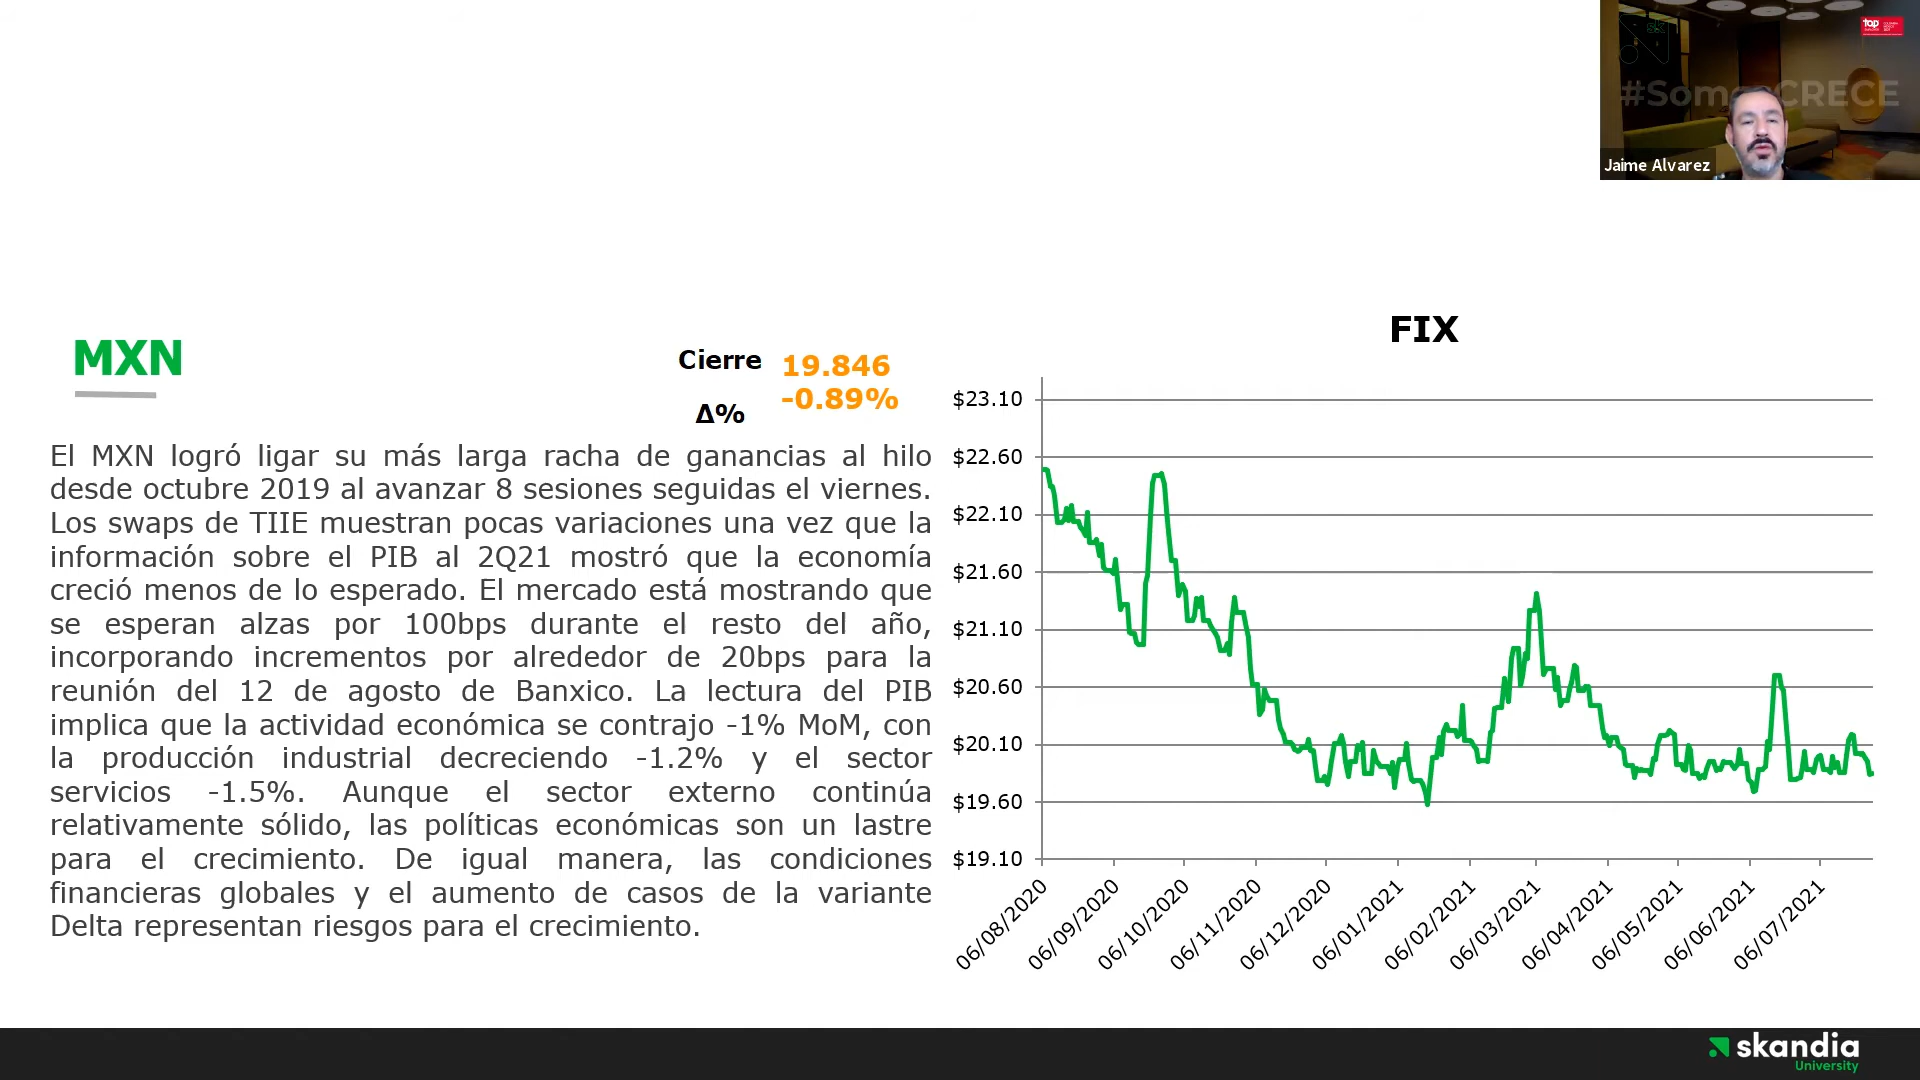 top
#Som CRECE
Jaime Alvarez
MXN
Cierre 19.846
Δ% -0.89%
El MXN logró ligar su más larga racha de ganancias al hilo
desde octubre 2019 al avanzar 8 sesiones seguidas el viernes.
Los swaps de TIIE muestran pocas variaciones una vez que la
información sobre el PIB al 2Q21 mostró que la economía
creció menos de lo esperado. El mercado está mostrando que
se esperan alzas por 100bps durante el resto del año,
incorporando incrementos por alrededor de 20bps para la
reunión del 12 de agosto de Banxico. La lectura del PIB
implica que la actividad económica se contrajo -1% MoM, con
la producción industrial decreciendo -1.2% y el sector
servicios -1.5%. Aunque el sector externo continúa
relativamente sólido, las políticas económicas son un lastre
para el crecimiento. De igual manera, las condiciones
financieras globales y el aumento de casos de la variante
Delta representan riesgos para el crecimiento.
FIX
$23.10
$22.60
$22.10
$21.60
$21.10
$20.60
$20.10
$19.60
$19.10
06/08/2020
06/09/2020
06/10/2020
06/11/2020
06/12/2020
06/01/2021
06/02/2021
06/03/2021
06/04/2021
06/05/2021
06/06/2021
06/07/2021
skandia
University